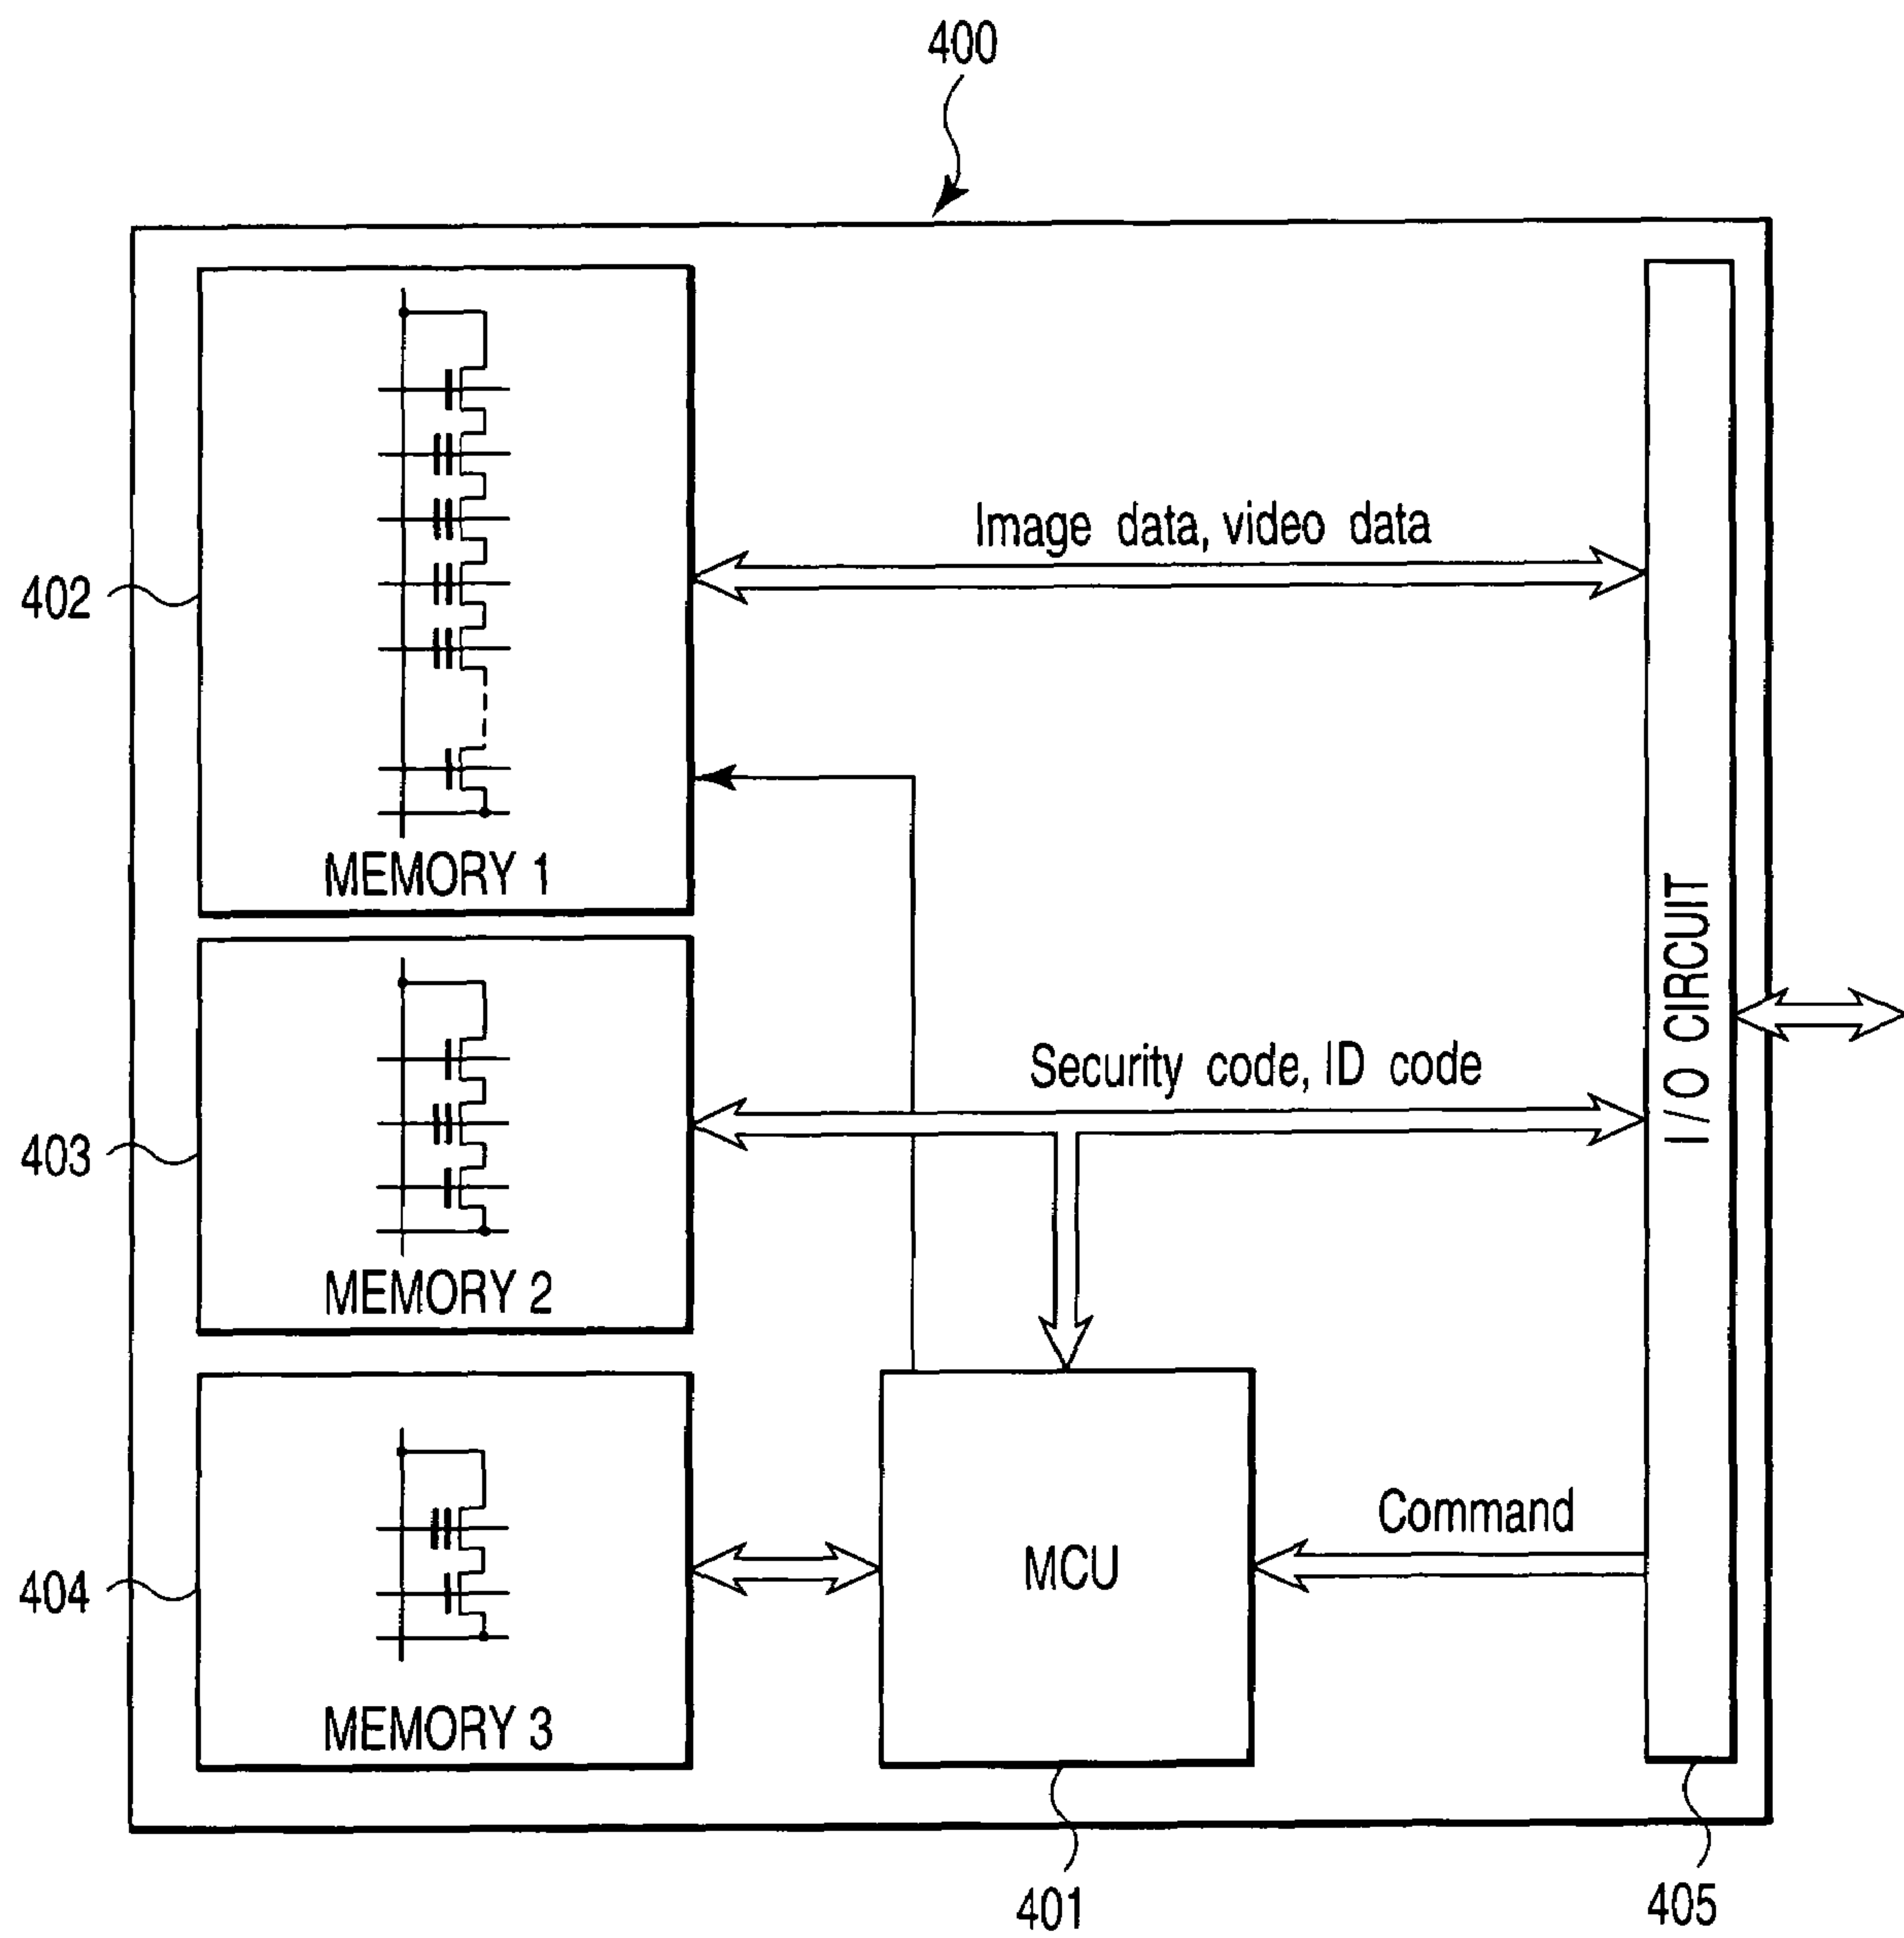 400
402
MEMORY 1
Image data, video data
403
MEMORY 2
Security code, ID code
I/O CIRCUIT
404
MEMORY 3
MCU
Command
401
405